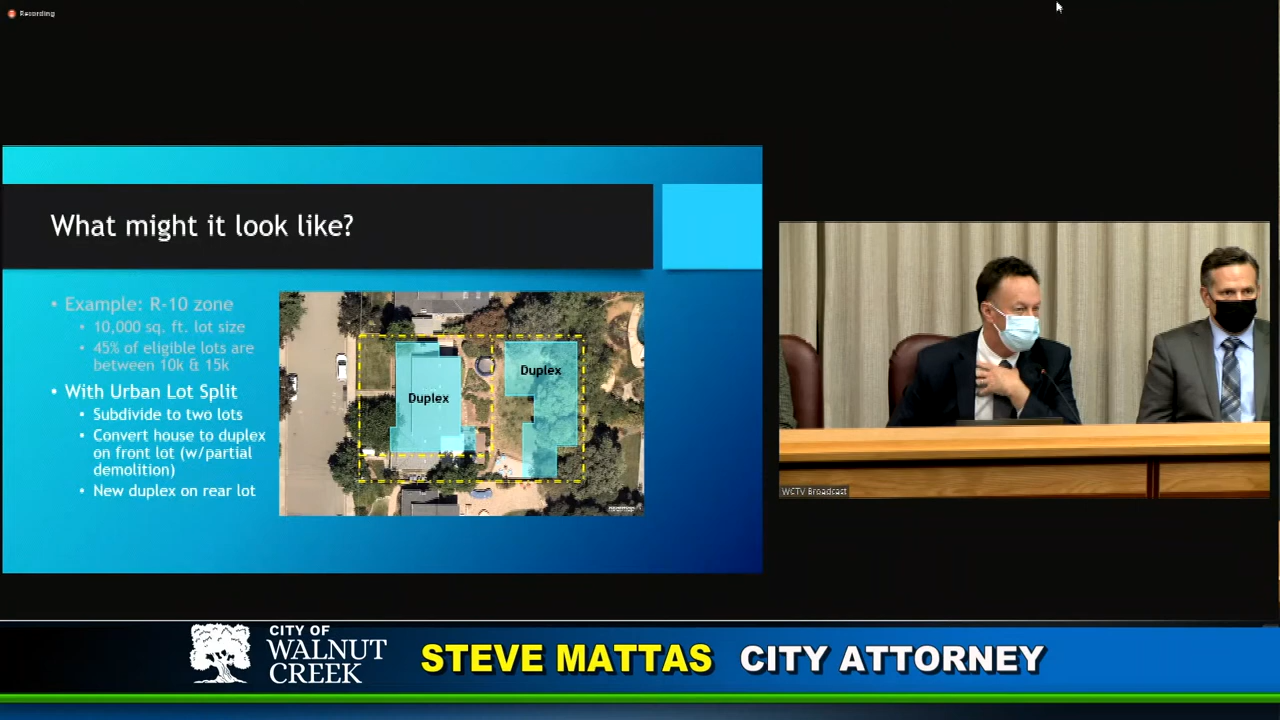 Recording
What might it look like?
• Example: R-10 zone
• 10,000 sq. ft. lot size
• 45% of eligible lots are
between 10k & 15k
• With Urban Lot Split
• Subdivide to two lots
• Convert house to duplex
on front lot (w/partial
demolition)
• New duplex on rear lot
Duplex
Duplex
nearmap
WCTV Broadcast
CITY OF
WALNUT
CREEK
STEVE MATTAS CITY ATTORNEY